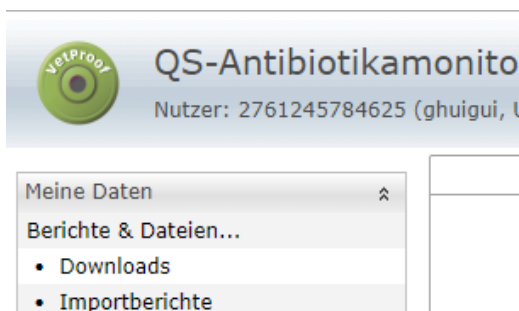 VetProof
QS-Antibiotikamonito
Nutzer: 2761245784625 (ghuigui,
Meine Daten
Berichte & Dateien...
• Downloads
• Importberichte